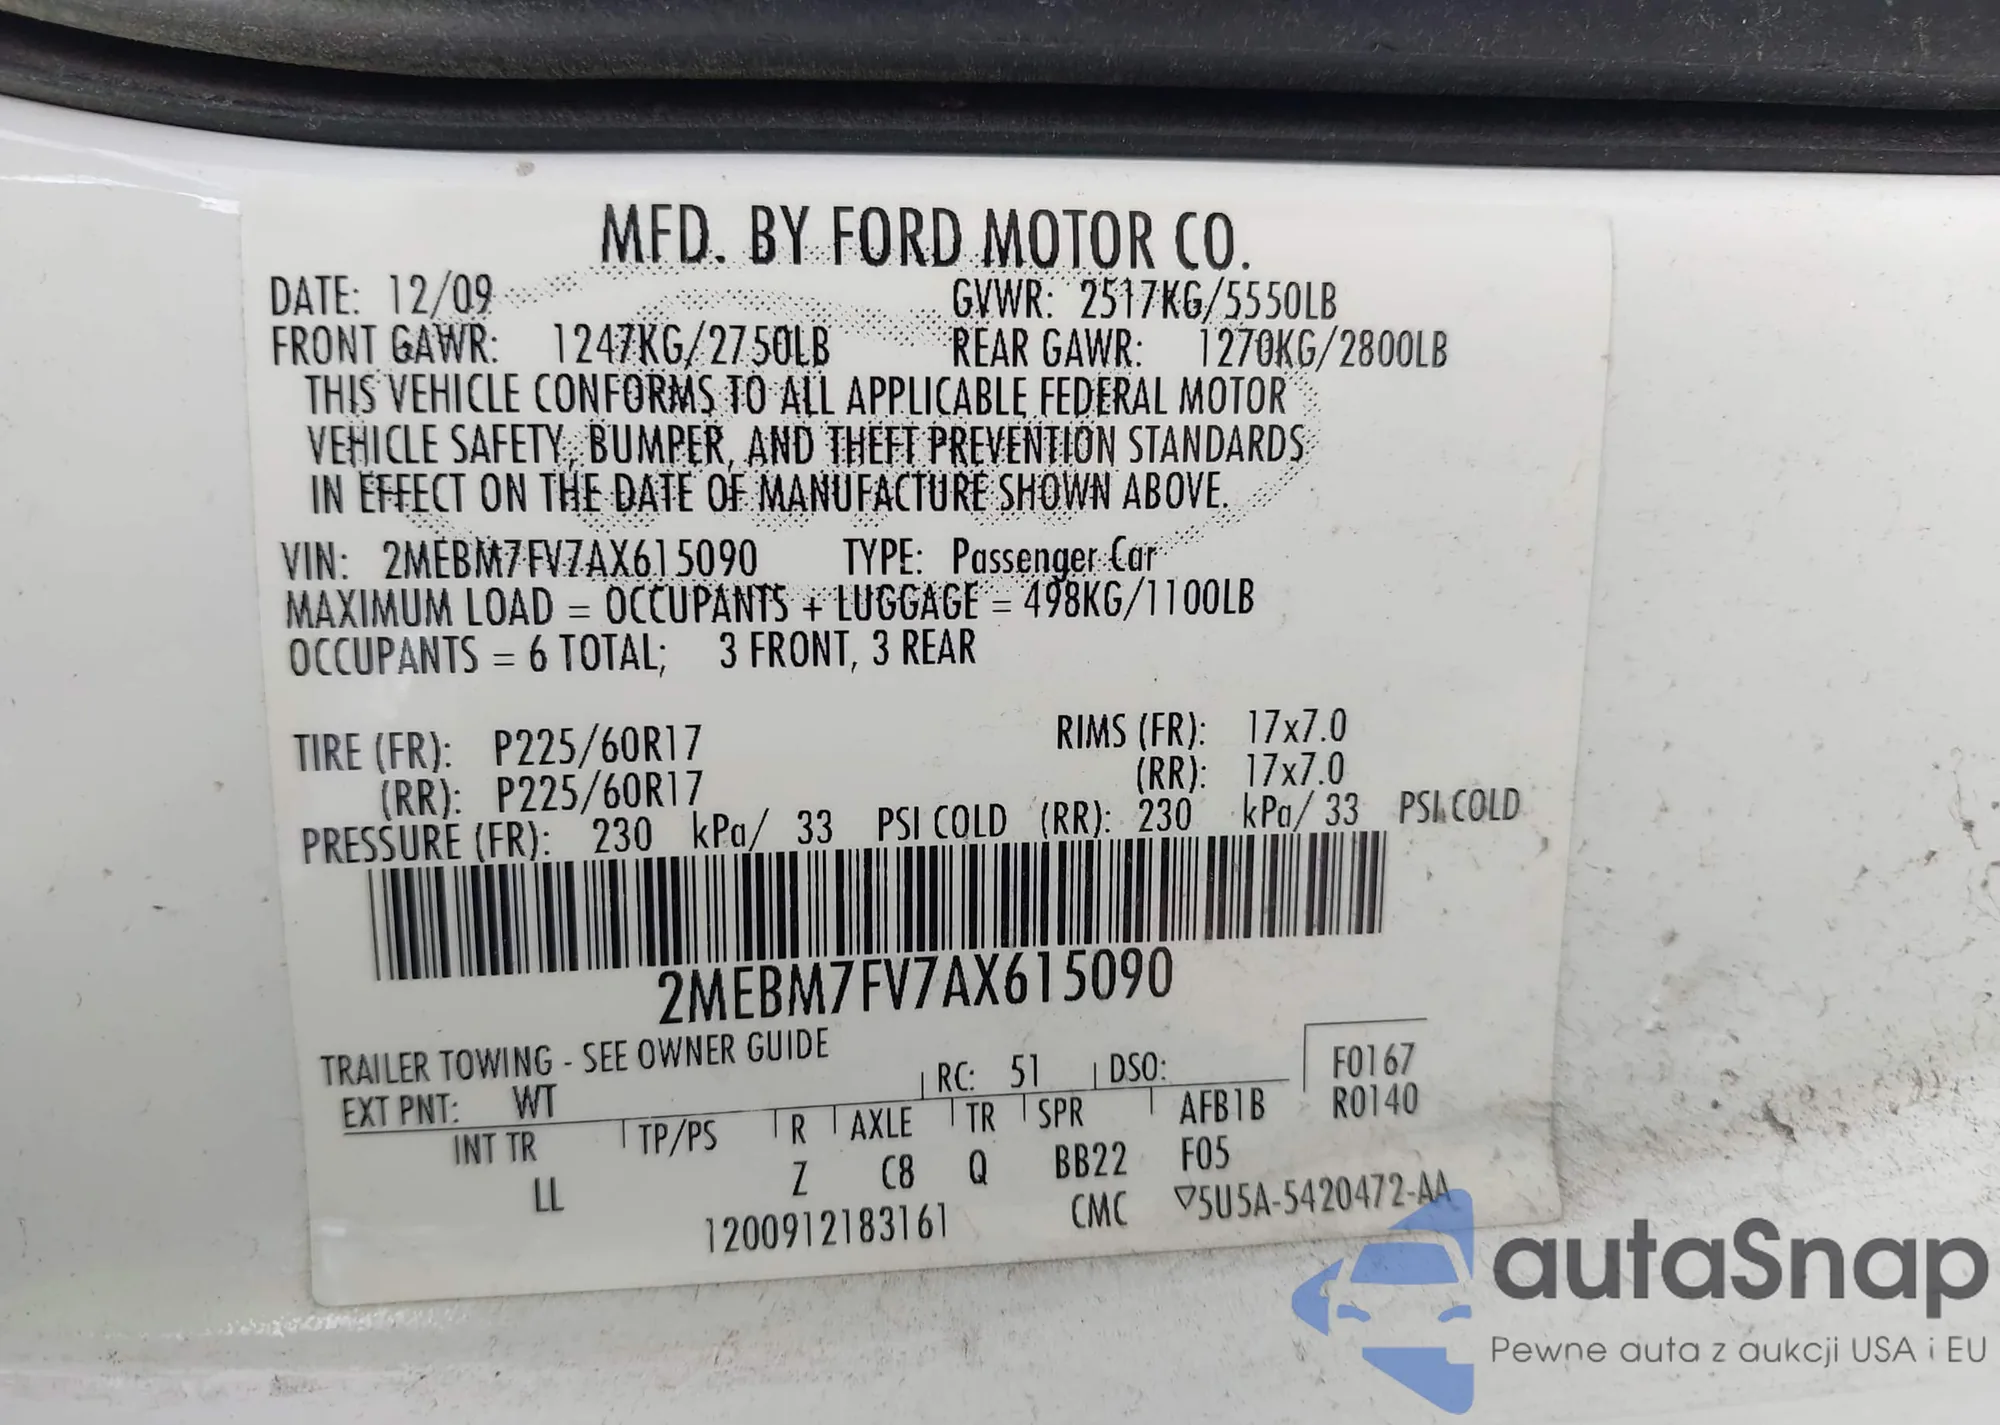 MFD. BY FORD MOTOR CO.
DATE: 12/09 GVWR: 2517KG/5550LB
FRONT GAWR: 1247KG/2750LB REAR GAWR: 1270KG/2800LB
THIS VEHICLE CONFORMS TO ALL APPLICABLE FEDERAL MOTOR
VEHICLE SAFETY, BUMPER, AND THEFT PREVENTION STANDARDS
IN EFFECT ON THE DATE OF MANUFACTURE SHOWN ABOVE.
VIN: 2MEBM7FV7AX615090 TYPE: Passenger Car
MAXIMUM LOAD = OCCUPANTS + LUGGAGE = 498KG/1100LB
OCCUPANTS = 6 TOTAL; 3 FRONT, 3 REAR
TIRE (FR): P225/60R17 RIMS (FR): 17x7.0
(RR): P225/60R17 (RR): 17x7.0
PRESSURE (FR): 230 kPa/ 33 PSI COLD (RR): 230 kPa/ 33 PSI COLD
2MEBM7FV7AX615090
TRAILER TOWING - SEE OWNER GUIDE
EXT PNT: WT RC: 51 DSO: F0167
INT TR TP/PS R AXLE TR SPR AFB1B R0140
LL Z C8 Q BB22 F05
1200912183161 CMC ▽5U5A-5420472-AA
autaSnap
Pewne auta z aukcji USA i EU